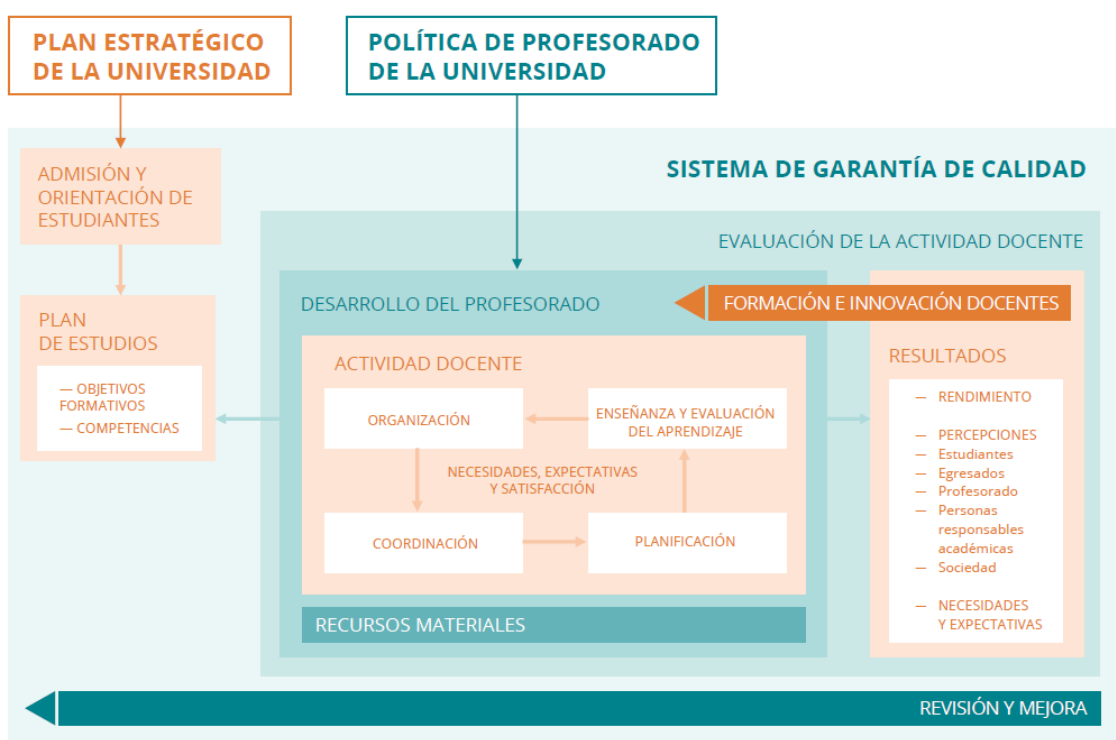 PLAN ESTRATÉGICO
DE LA UNIVERSIDAD
POLÍTICA DE PROFESORADO
DE LA UNIVERSIDAD
SISTEMA DE GARANTÍA DE CALIDAD
ADMISIÓN Y
ORIENTACIÓN DE
ESTUDIANTES
PLAN
DE ESTUDIOS
— OBJETIVOS
FORMATIVOS
— COMPETENCIAS
EVALUACIÓN DE LA ACTIVIDAD DOCENTE
DESARROLLO DEL PROFESORADO
FORMACIÓN E INNOVACIÓN DOCENTES
ACTIVIDAD DOCENTE
ORGANIZACIÓN
ENSEÑANZA Y EVALUACIÓN
DEL APRENDIZAJE
NECESIDADES, EXPECTATIVAS
Y SATISFACCIÓN
COORDINACIÓN
PLANIFICACIÓN
RECURSOS MATERIALES
RESULTADOS
— RENDIMIENTO
— PERCEPCIONES
— Estudiantes
— Egresados
— Profesorado
— Personas
responsables
académicas
— Sociedad
— NECESIDADES
Y EXPECTATIVAS
REVISIÓN Y MEJORA